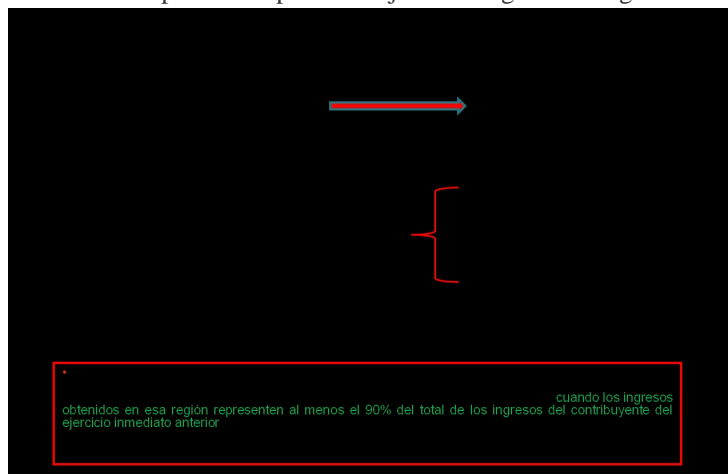 cuando los ingresos
obtenidos en esa región representen al menos el 90% del total de los ingresos del contribuyente del
ejercicio inmediato anterior